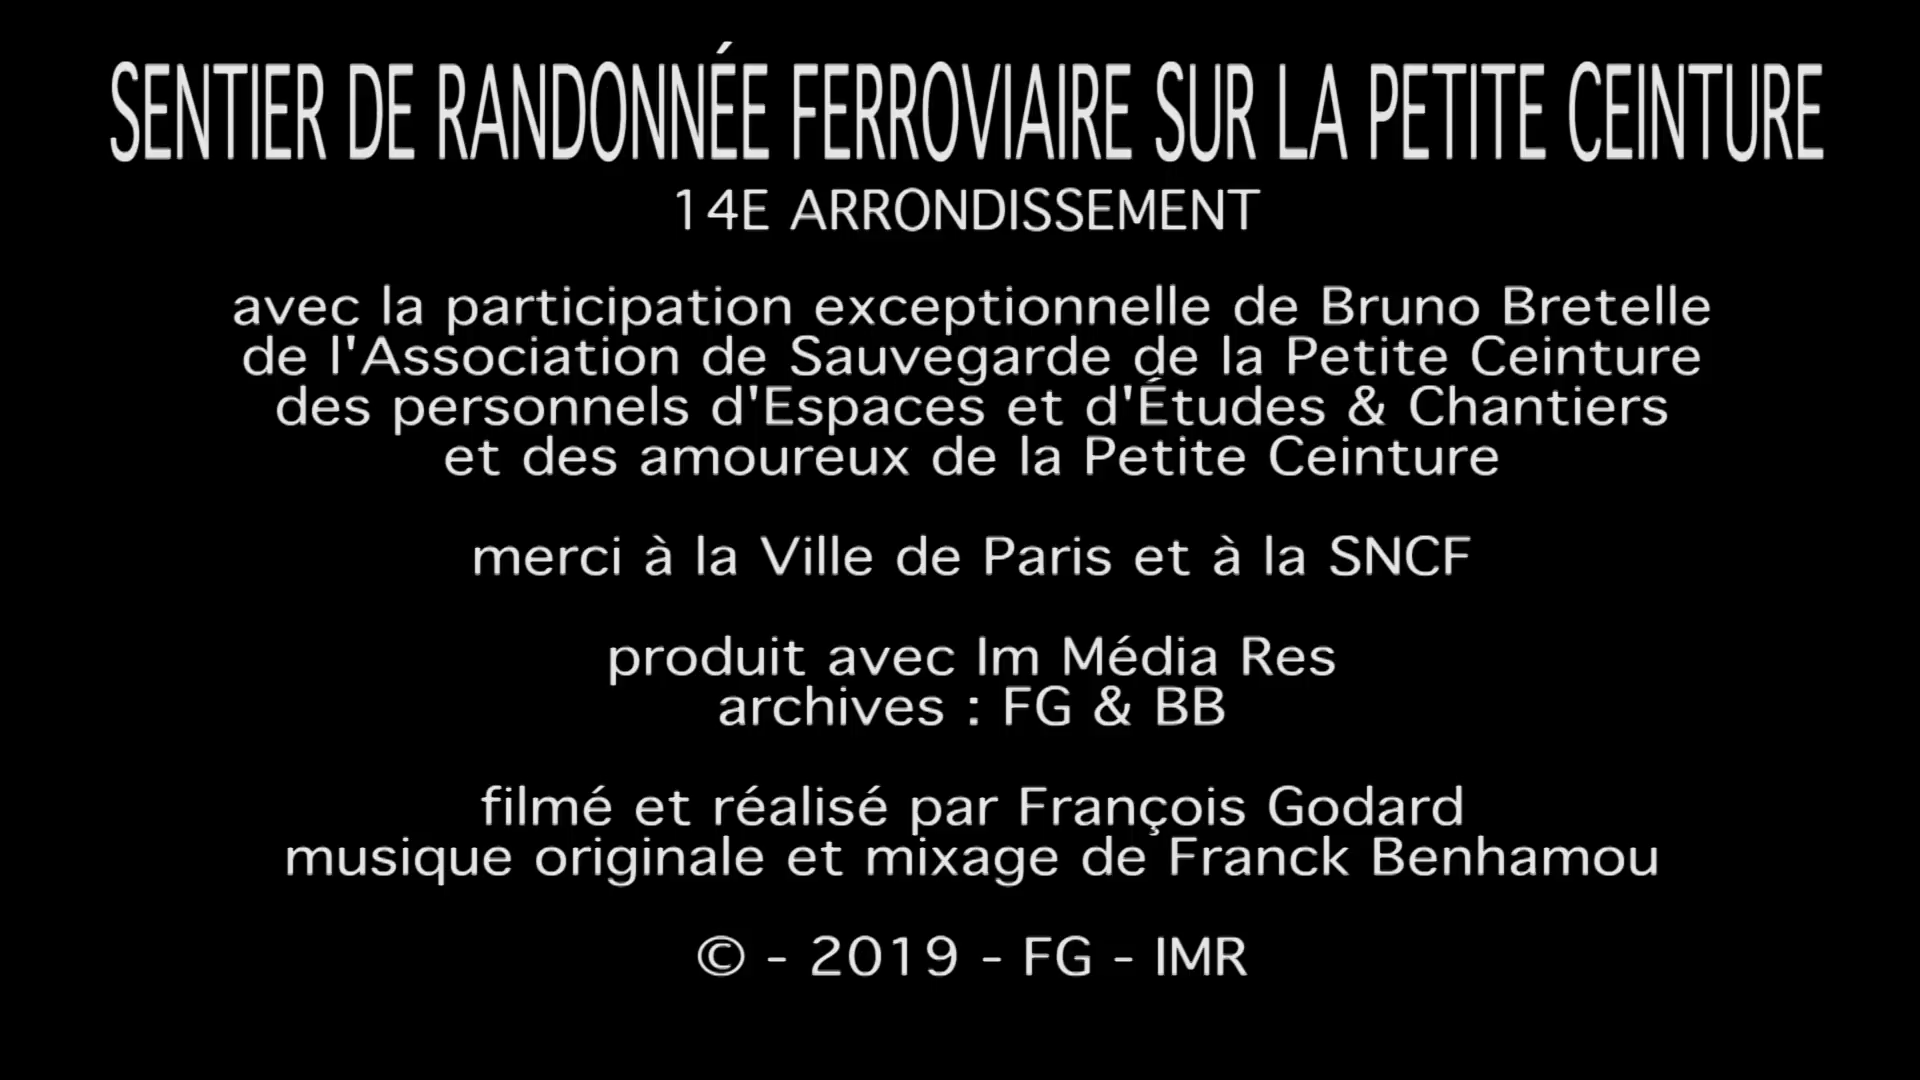 SENTIER DE RANDONNÉE FERROVIAIRE SUR LA PETITE CEINTURE
14E ARRONDISSEMENT
avec la participation exceptionnelle de Bruno Bretelle
de l'Association de Sauvegarde de la Petite Ceinture
des personnels d'Espaces et d'Études & Chantiers
et des amoureux de la Petite Ceinture
merci à la Ville de Paris et à la SNCF
produit avec Im Média Res
archives : FG & BB
filmé et réalisé par François Godard
musique originale et mixage de Franck Benhamou
© - 2019 - FG - IMR